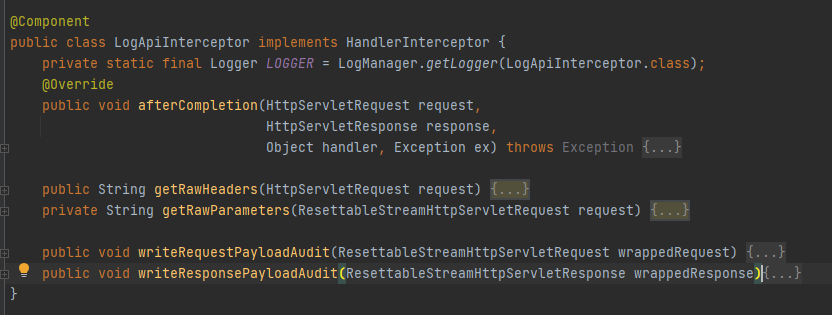 @Component
public class LogApiInterceptor implements HandlerInterceptor {
    private static final Logger LOGGER = LogManager.getLogger(LogApiInterceptor.class);
    @Override
    public void afterCompletion(HttpServletRequest request,
                                HttpServletResponse response,
                                Object handler, Exception ex) throws Exception {...}
    public String getRawHeaders(HttpServletRequest request) {...}
    private String getRawParameters(ResettableStreamHttpServletRequest request) {...}
    public void writeRequestPayloadAudit(ResettableStreamHttpServletRequest wrappedRequest) {...}
    public void writeResponsePayloadAudit(ResettableStreamHttpServletResponse wrappedResponse){...}
}